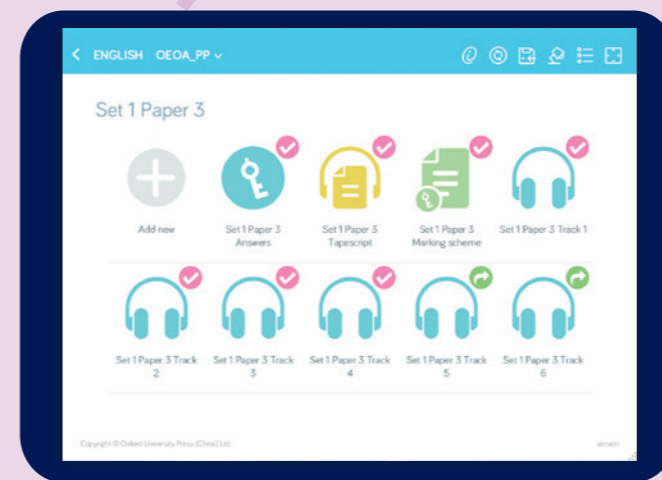 ENGLISH OEOA_PP
Set 1 Paper 3
Add new
Set 1 Paper 3
Answers
Set 1 Paper 3
Tapescript
Set 1 Paper 3
Marking scheme
Set 1 Paper 3 Track 1
Set 1 Paper 3 Track
2
Set 1 Paper 3 Track
3
Set 1 Paper 3 Track
4
Set 1 Paper 3 Track
5
Set 1 Paper 3 Track
6
Copyright © Oxford University Press (China) Ltd.
version